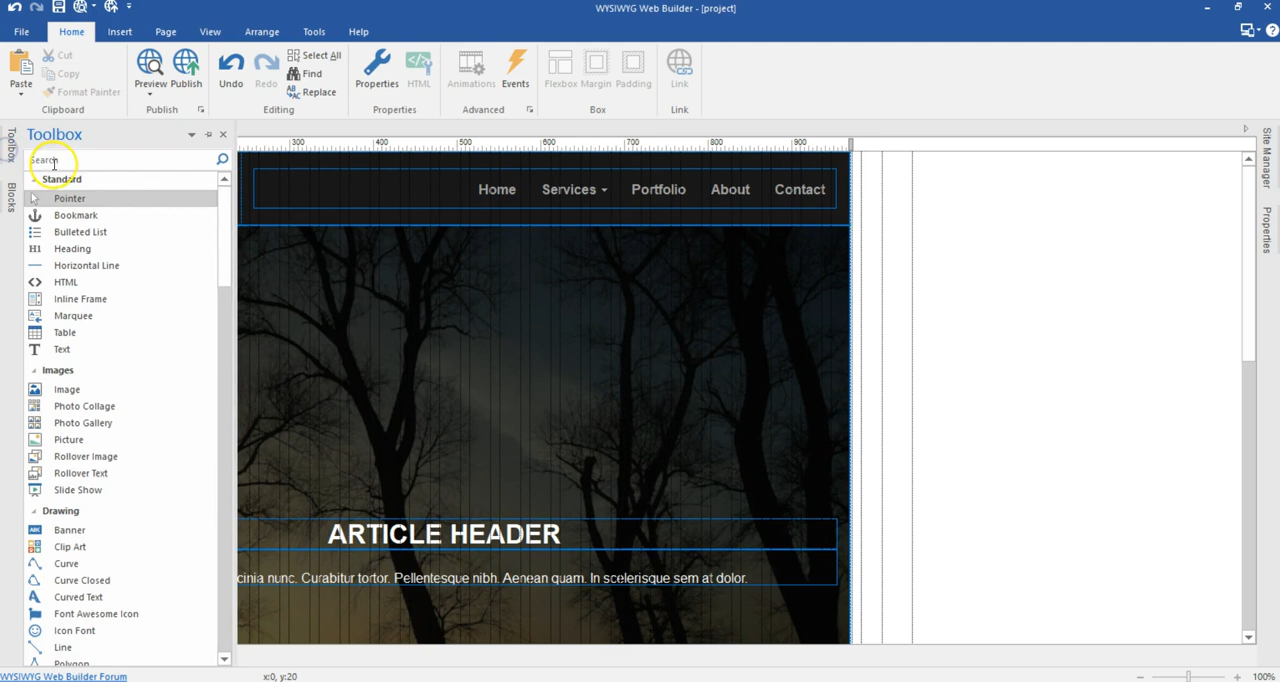 WYSIWYG Web Builder - [project]
File Home Insert Page View Arrange Tools Help
Paste
Cut
Copy
Format Painter
Clipboard
Preview Publish
Publish
Undo Redo
Select All
Find
Replace
Editing
Properties HTML
Properties
Animations Events
Advanced
Flexbox Margin Padding
Box
Link
Link
Toolbox
Blocks
Toolbox
Search
Standard
Pointer
Bookmark
Bulleted List
H1 Heading
Horizontal Line
HTML
Inline Frame
Marquee
Table
Text
Images
Image
Photo Collage
Photo Gallery
Picture
Rollover Image
Rollover Text
Slide Show
Drawing
ABC Banner
Clip Art
Curve
Curve Closed
Curved Text
Font Awesome Icon
Icon Font
Line
Polygon
300 400 500 600 700 800 900
Home Services Portfolio About Contact
ARTICLE HEADER
cinia nunc. Curabitur tortor. Pellentesque nibh. Aenean quam. In scelerisque sem at dolor.
Site Manager
Properties
WYSIWYG Web Builder Forum
x:0, y:20
100%